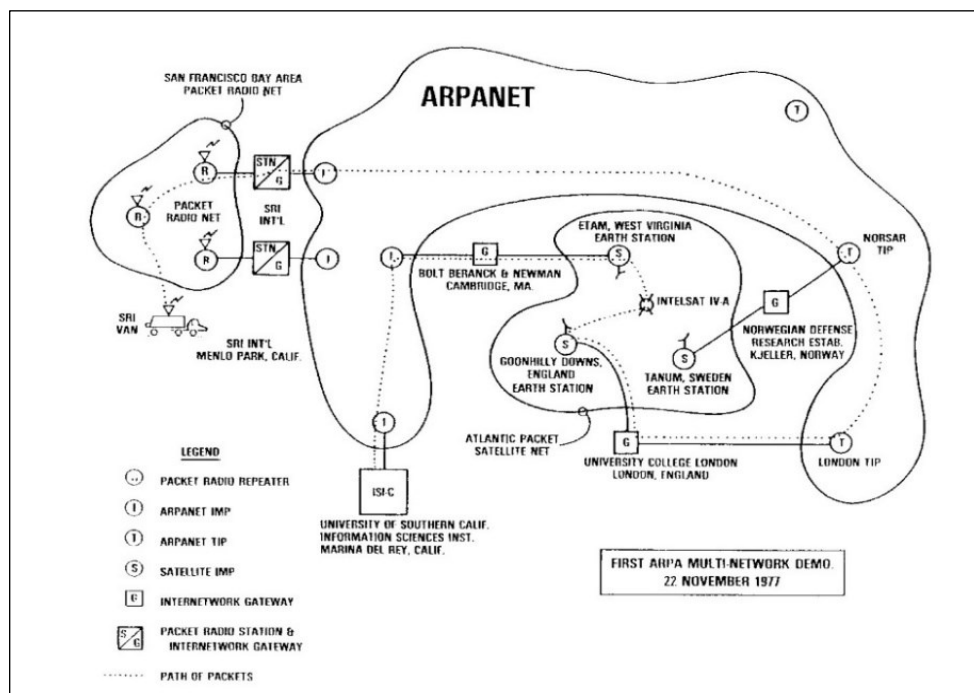 SAN FRANCISCO BAY AREA
PACKET RADIO NET
ARPANET
T
R
STN
G
I
PACKET
RADIO NET
SRI
INT'L
R
ETAM, WEST VIRGINIA
EARTH STATION
NORSAR
TIP
R
STN
G
I
I
G
S
T
BOLT BERANCK & NEWMAN
CAMBRIDGE, MA.
INTELSAT IV-A
G
SRI
VAN
SRI INT'L
MENLO PARK, CALIF.
S
GOONHILLY DOWNS,
ENGLAND
EARTH STATION
S
TANUM, SWEDEN
EARTH STATION
NORWEGIAN DEFENSE
RESEARCH ESTAB.
KJELLER, NORWAY
I
ATLANTIC PACKET
SATELLITE NET
G
T
UNIVERSITY COLLEGE LONDON
LONDON, ENGLAND
LONDON TIP
ISI-C
UNIVERSITY OF SOUTHERN CALIF.
INFORMATION SCIENCES INST.
MARINA DEL REY, CALIF.
LEGEND
PACKET RADIO REPEATER
I
ARPANET IMP
T
ARPANET TIP
S
SATELLITE IMP
G
INTERNETWORK GATEWAY
S
G
PACKET RADIO STATION &
INTERNETWORK GATEWAY
PATH OF PACKETS
FIRST ARPA MULTI-NETWORK DEMO.
22 NOVEMBER 1977